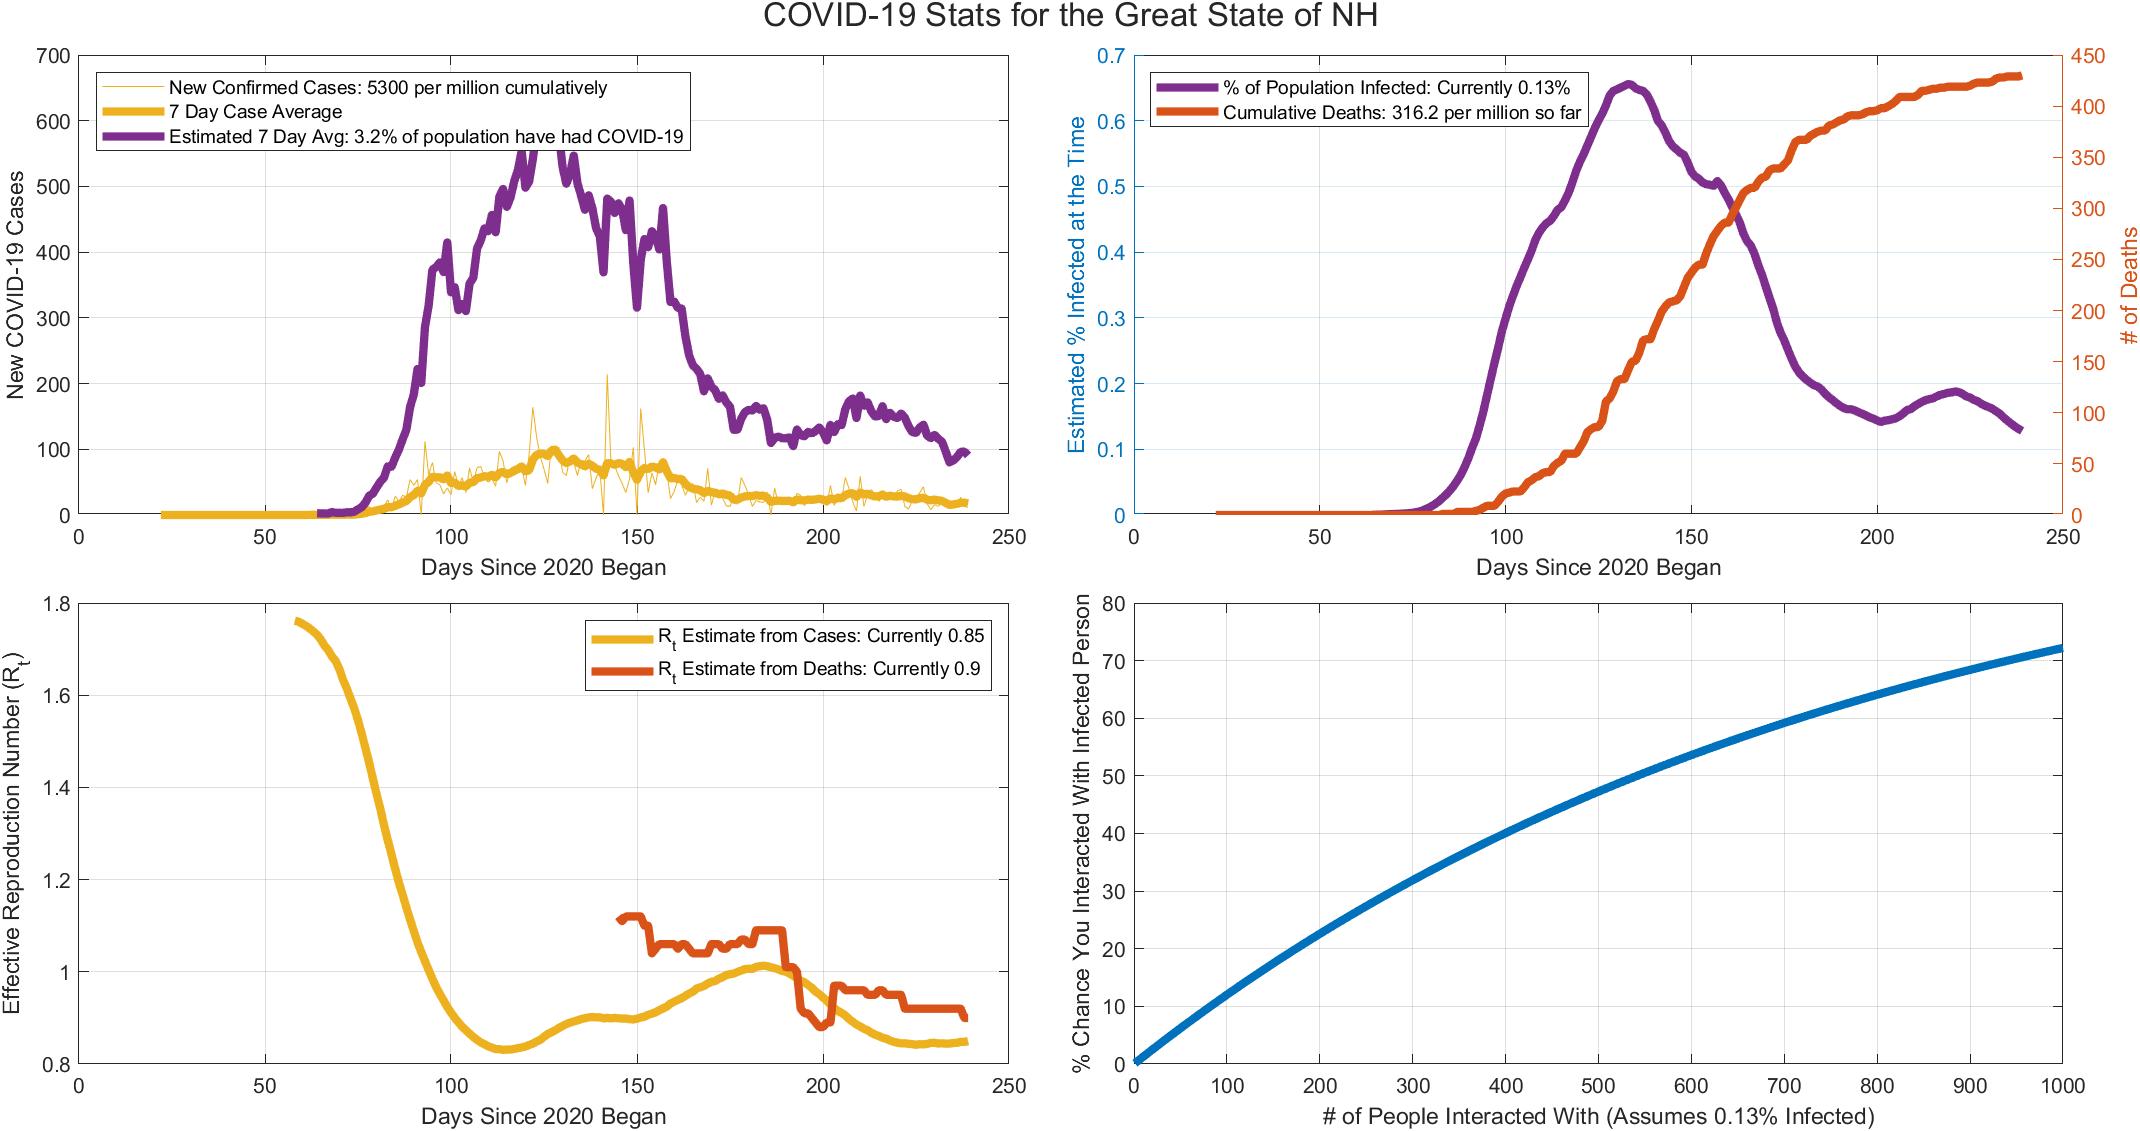 COVID-19 Stats for the Great State of NH
New COVID-19 Cases
700
600
500
400
300
200
100
0
New Confirmed Cases: 5300 per million cumulatively
7 Day Case Average
Estimated 7 Day Avg: 3.2% of population have had COVID-19
0 50 100 150 200 250
Days Since 2020 Began
Estimated % Infected at the Time
0.7
0.6
0.5
0.4
0.3
0.2
0.1
0
% of Population Infected: Currently 0.13%
Cumulative Deaths: 316.2 per million so far
450
400
350
300
250
200
150
100
50
0
# of Deaths
0 50 100 150 200 250
Days Since 2020 Began
Effective Reproduction Number (Rt)
1.8
1.6
1.4
1.2
1
0.8
Rt Estimate from Cases: Currently 0.85
Rt Estimate from Deaths: Currently 0.9
0 50 100 150 200 250
Days Since 2020 Began
% Chance You Interacted With Infected Person
80
70
60
50
40
30
20
10
0
0 100 200 300 400 500 600 700 800 900 1000
# of People Interacted With (Assumes 0.13% Infected)